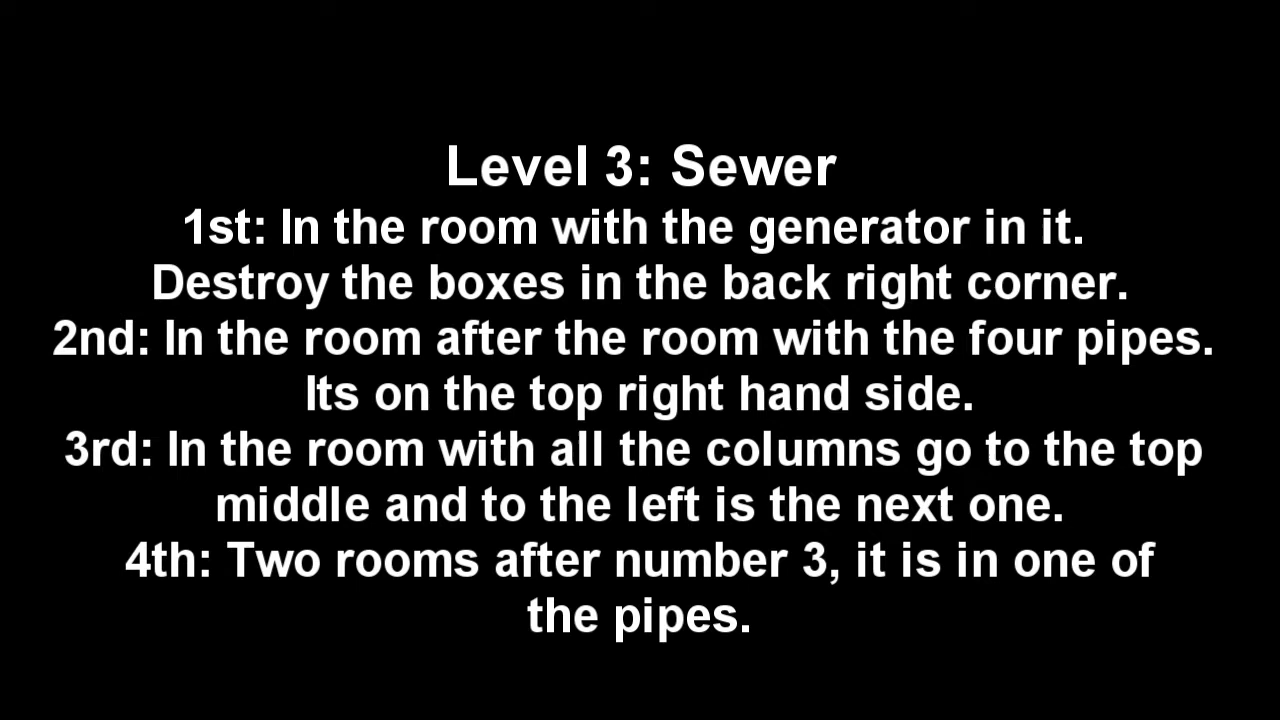 Level 3: Sewer
1st: In the room with the generator in it.
Destroy the boxes in the back right corner.
2nd: In the room after the room with the four pipes.
Its on the top right hand side.
3rd: In the room with all the columns go to the top
middle and to the left is the next one.
4th: Two rooms after number 3, it is in one of
the pipes.